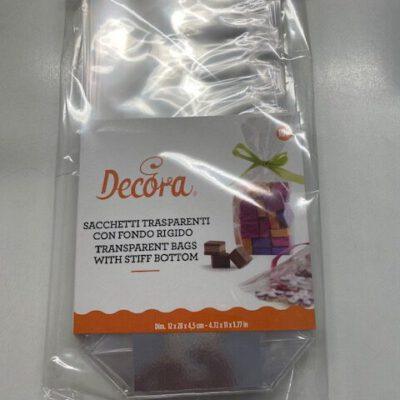 Decora
SACCHETTI TRASPARENTI
CON FONDO RIGIDO
TRANSPARENT BAGS
WITH STIFF BOTTOM
Dim. 12 x 28 x 4,5 cm - 4.72 x 11 x 1.77 in